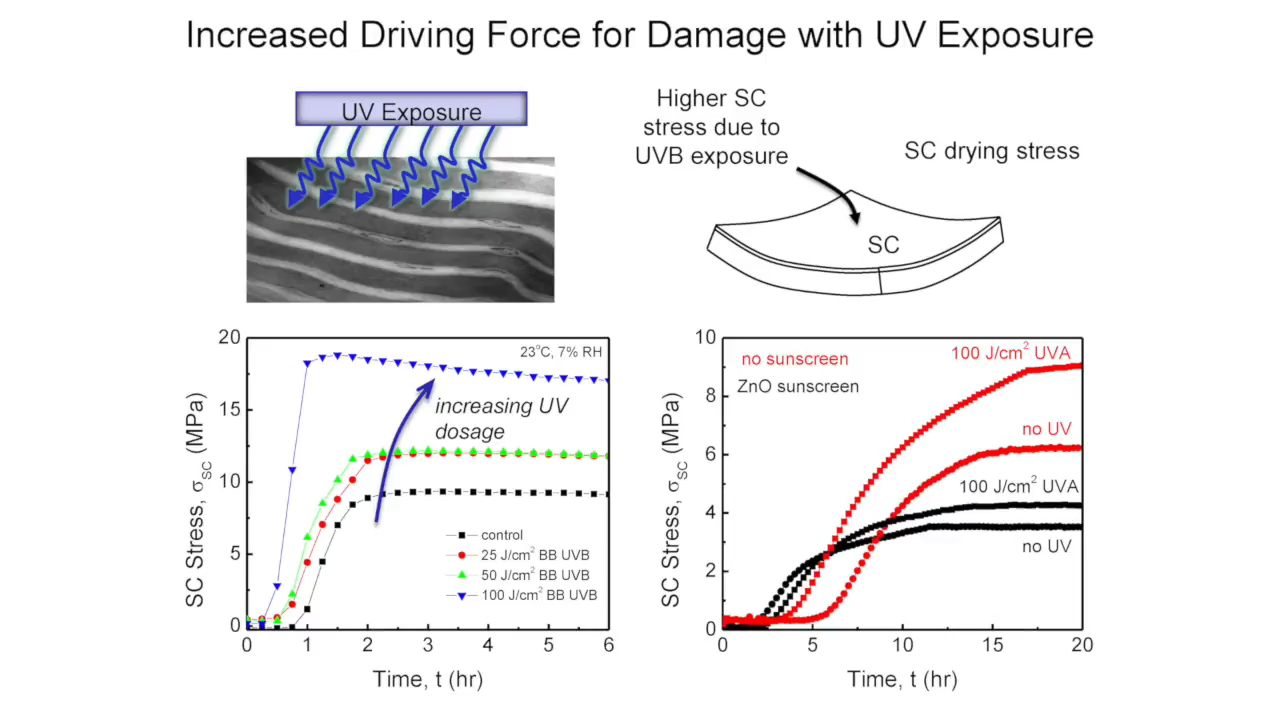 Increased Driving Force for Damage with UV Exposure
UV Exposure
Higher SC
stress due to
UVB exposure
SC drying stress
SC
20
15
10
5
0
SC Stress, σSC (MPa)
23°C, 7% RH
increasing UV
dosage
control
25 J/cm² BB UVB
50 J/cm² BB UVB
100 J/cm² BB UVB
0 1 2 3 4 5 6
Time, t (hr)
10
8
6
4
2
0
SC Stress, σSC (MPa)
no sunscreen
ZnO sunscreen
100 J/cm² UVA
no UV
100 J/cm² UVA
no UV
0 5 10 15 20
Time, t (hr)